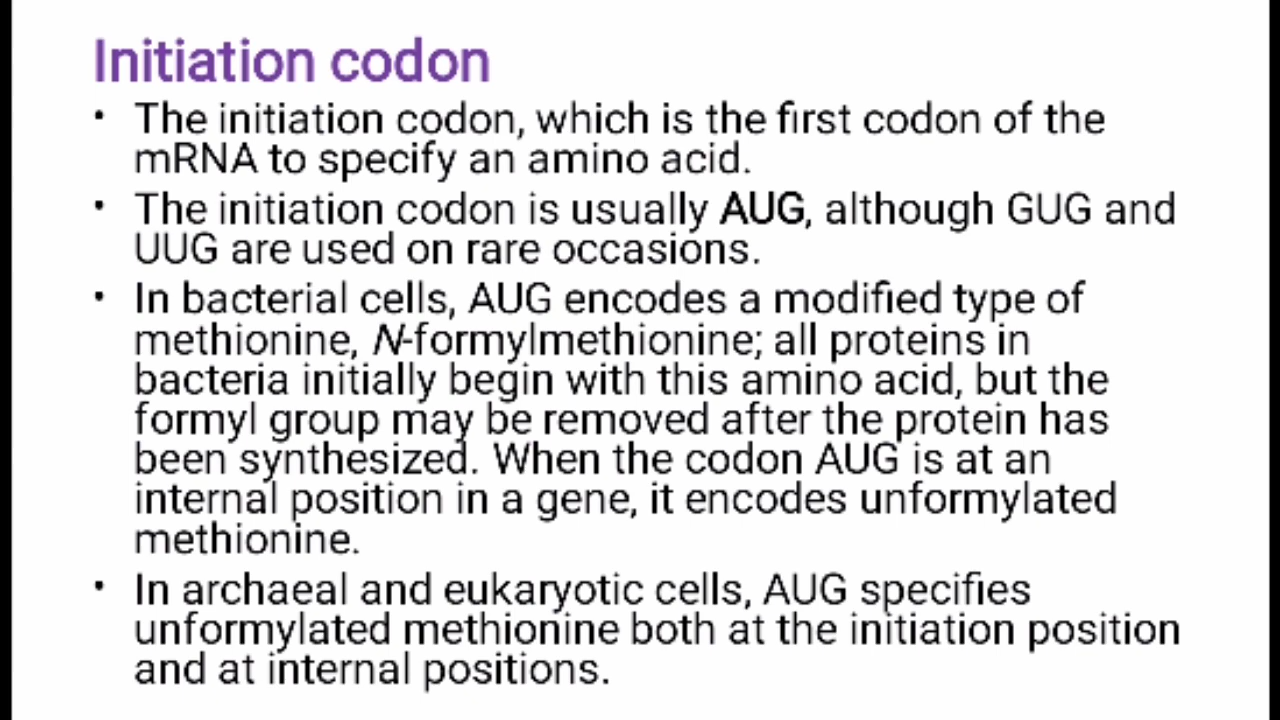 Initiation codon
• The initiation codon, which is the first codon of the
mRNA to specify an amino acid.
• The initiation codon is usually AUG, although GUG and
UUG are used on rare occasions.
• In bacterial cells, AUG encodes a modified type of
methionine, N-formylmethionine; all proteins in
bacteria initially begin with this amino acid, but the
formyl group may be removed after the protein has
been synthesized. When the codon AUG is at an
internal position in a gene, it encodes unformylated
methionine.
• In archaeal and eukaryotic cells, AUG specifies
unformylated methionine both at the initiation position
and at internal positions.